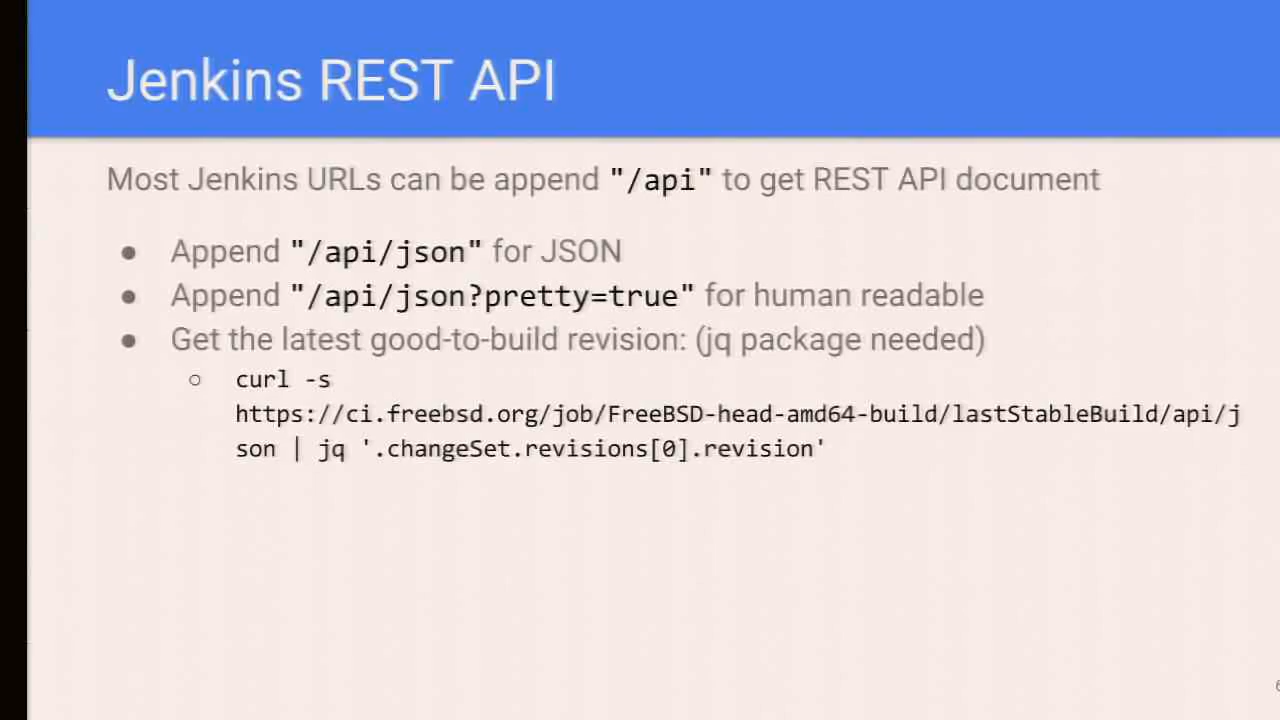 Jenkins REST API
Most Jenkins URLs can be append "/api" to get REST API document
● Append "/api/json" for JSON
● Append "/api/json?pretty=true" for human readable
● Get the latest good-to-build revision: (jq package needed)
○ curl -s
https://ci.freebsd.org/job/FreeBSD-head-amd64-build/lastStableBuild/api/j
son | jq '.changeSet.revisions[0].revision'